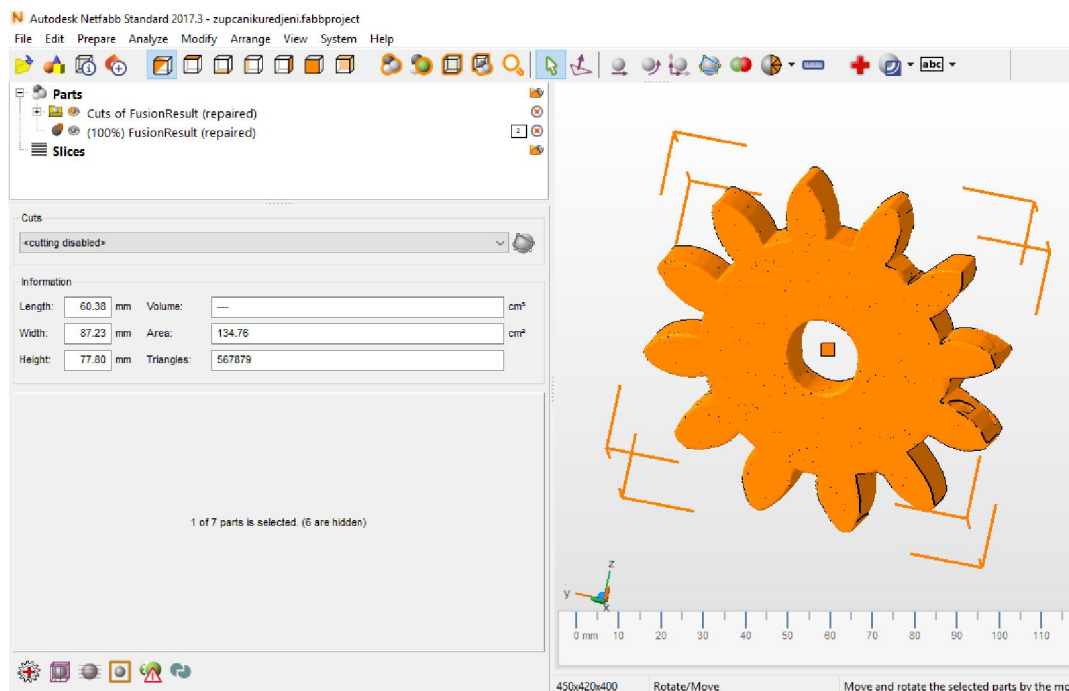 Autodesk Netfabb Standard 2017.3 - zupcanikuredjeni.fabbproject
File Edit Prepare Analyze Modify Arrange View System Help
abc
Parts
Cuts of FusionResult (repaired)
(100%) FusionResult (repaired)
2
Slices
Cuts
<cutting disabled>
Information
Length: 60.38 mm Volume: --- cm³
Width: 87.23 mm Area: 134.76 cm²
Height: 77.80 mm Triangles: 567879
1 of 7 parts is selected. (6 are hidden)
z
y
x
0 mm 10 20 30 40 50 60 70 80 90 100 110
450x420x400 Rotate/Move Move and rotate the selected parts by the mo